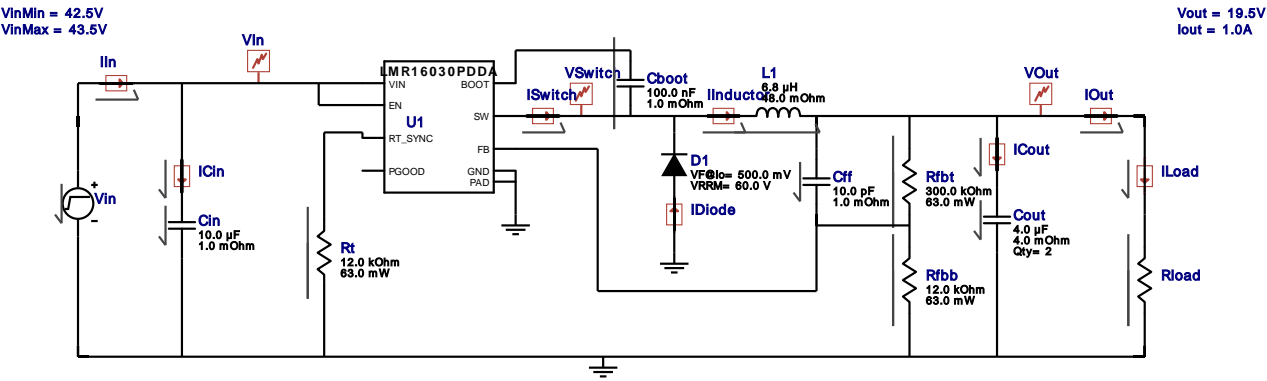 VinMin = 42.5V
VinMax = 43.5V
Vout = 19.5V
Iout = 1.0A
Iin
Vin
LMR16030PDDA
VIN
BOOT
EN
U1
SW
RT_SYNC
FB
PGOOD
GND
PAD
ISwitch
VSwitch
Cboot
100.0 nF
1.0 mOhm
IInductor
L1
6.8 µH
48.0 mOhm
VOut
IOut
ICin
Vin
+
−
Cin
10.0 µF
1.0 mOhm
Rt
12.0 kOhm
63.0 mW
D1
VF@Io= 500.0 mV
VRRM= 60.0 V
IDiode
Cff
10.0 pF
1.0 mOhm
Rfbt
300.0 kOhm
63.0 mW
Rfbb
12.0 kOhm
63.0 mW
ICout
Cout
4.0 µF
4.0 mOhm
Qty= 2
ILoad
Rload